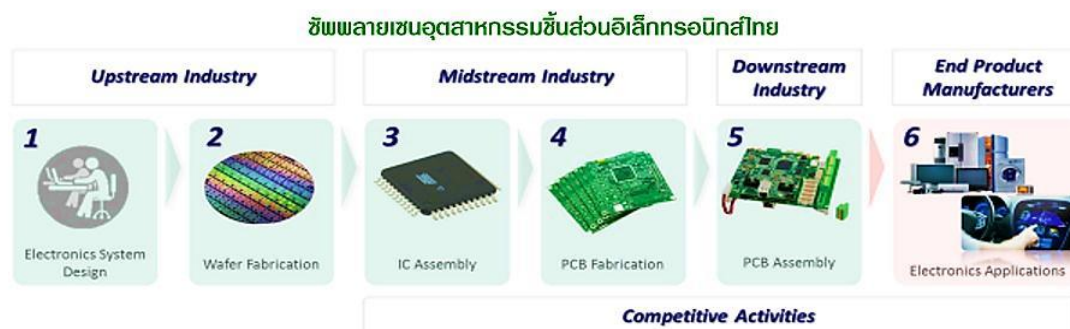 ซัพพลายเชนอุตสาหกรรมชิ้นส่วนอิเล็กทรอนิกส์ไทย
Upstream Industry
Midstream Industry
Downstream
Industry
End Product
Manufacturers
1
2
3
4
5
6
Electronics System
Design
Wafer Fabrication
IC Assembly
PCB Fabrication
PCB Assembly
Electronics Applications
Competitive Activities